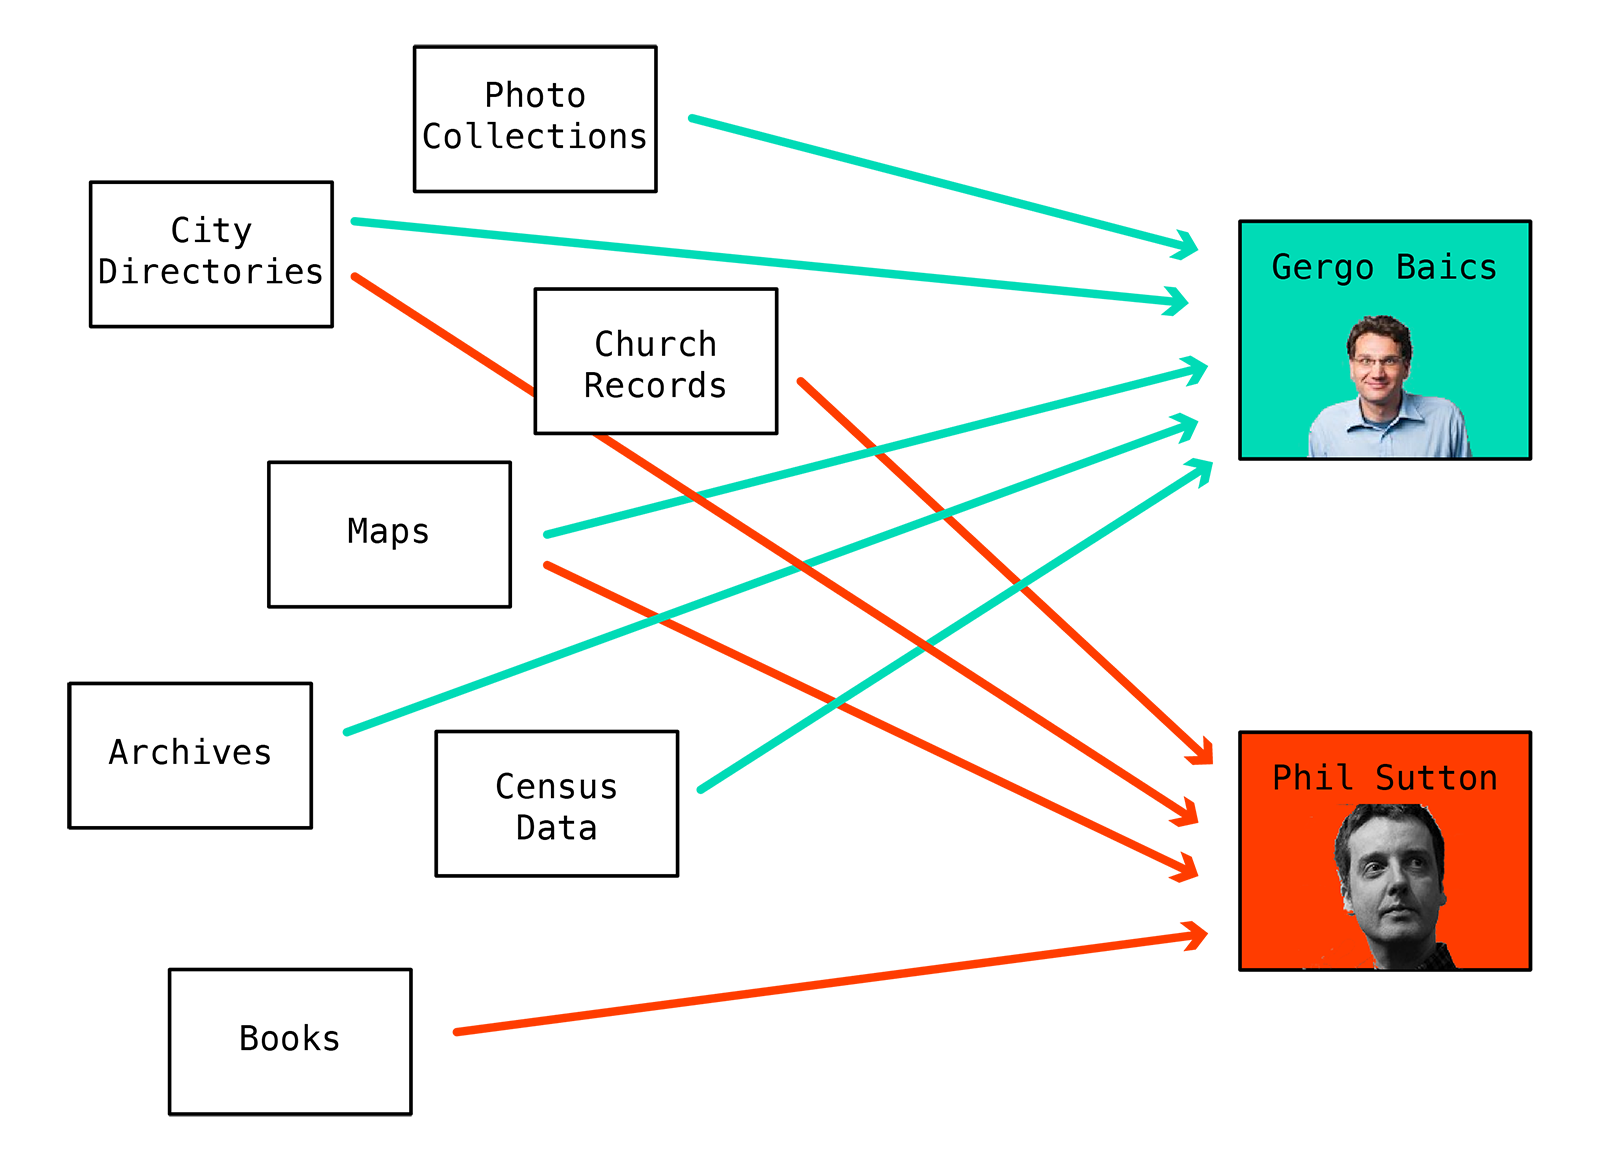 Photo
Collections
City
Directories
Gergo Baics
Church
Records
Maps
Archives
Census
Data
Phil Sutton
Books